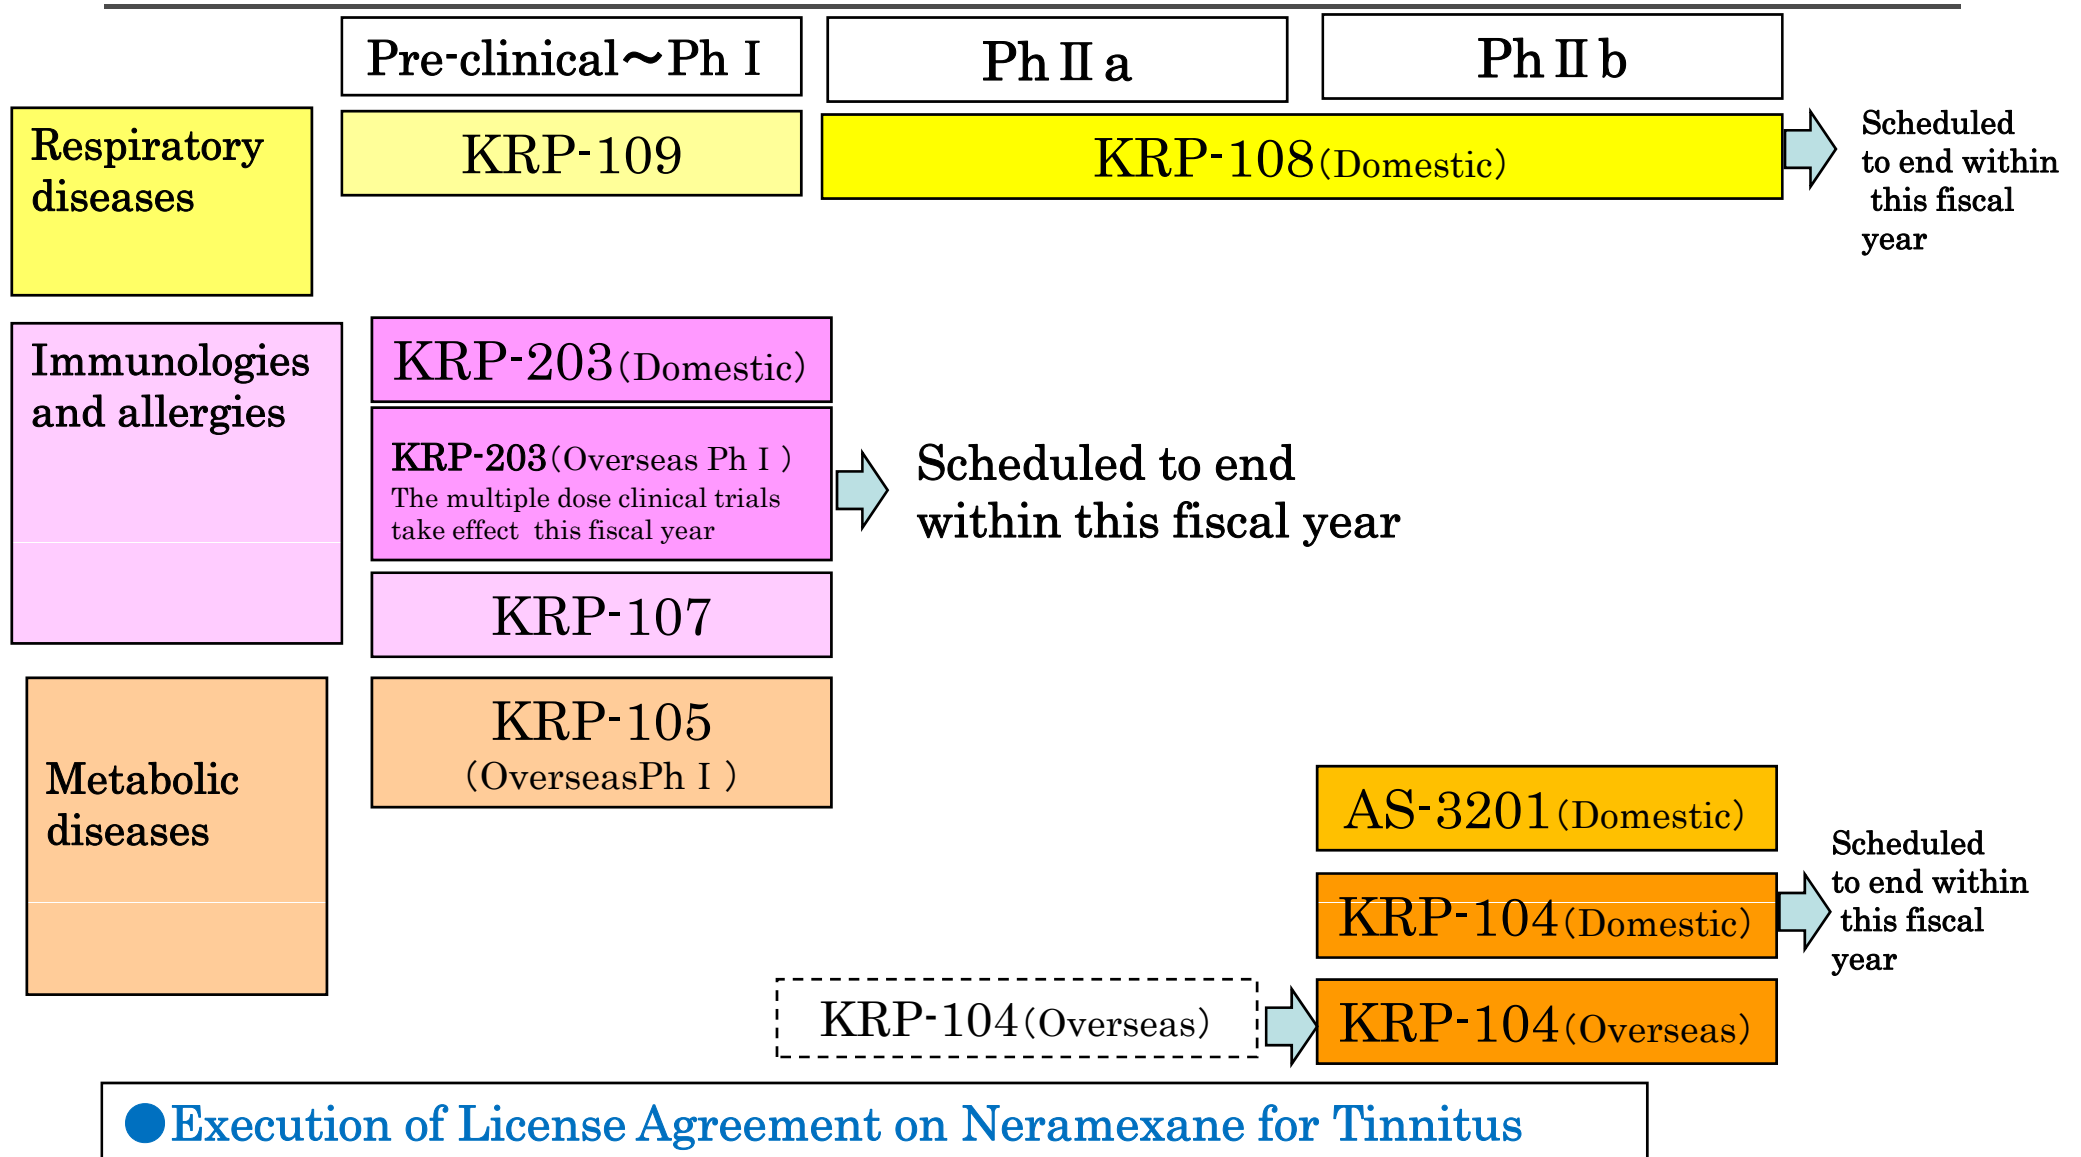 Pre-clinical～Ph Ⅰ
Ph Ⅱ a
Ph Ⅱ b
Respiratory
diseases
KRP-109
KRP-108(Domestic)
Scheduled
to end within
this fiscal
year
Immunologies
and allergies
KRP-203(Domestic)
KRP-203(Overseas Ph Ⅰ )
The multiple dose clinical trials
take effect  this fiscal year
Scheduled to end
within this fiscal year
KRP-107
Metabolic
diseases
KRP-105
(OverseasPh Ⅰ )
AS-3201(Domestic)
KRP-104(Domestic)
Scheduled
to end within
this fiscal
year
KRP-104(Overseas)
KRP-104(Overseas)
●Execution of License Agreement on Neramexane for Tinnitus